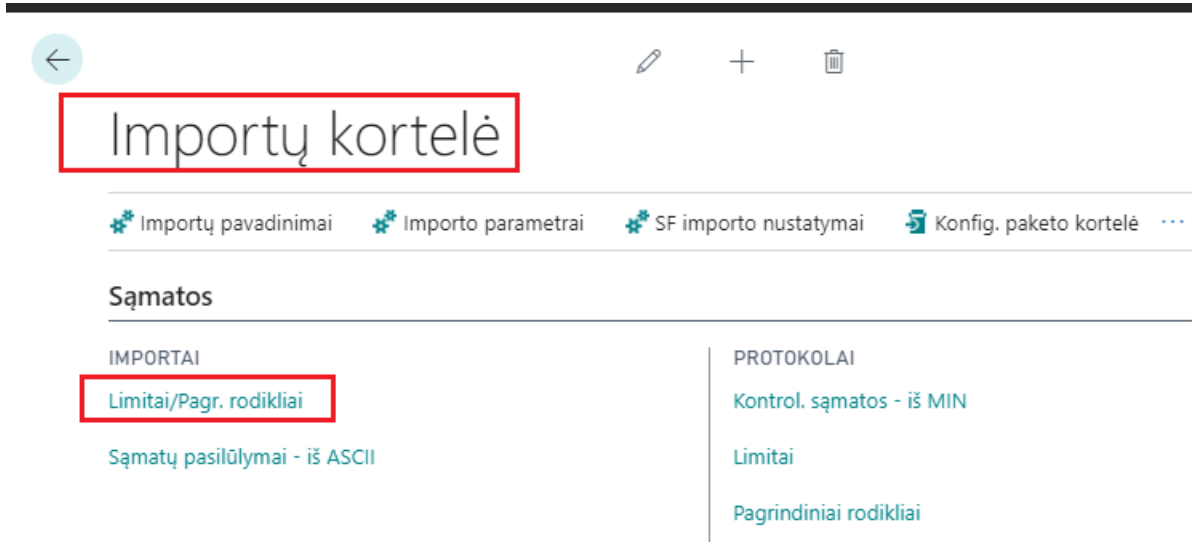 Importų kortelė
Importų pavadinimai Importo parametrai SF importo nustatymai Konfig. paketo kortelė ...
Sąmatos
IMPORTAI
Limitai/Pagr. rodikliai
Sąmatų pasilūlymai - iš ASCII
PROTOKOLAI
Kontrol. sąmatos - iš MIN
Limitai
Pagrindiniai rodikliai